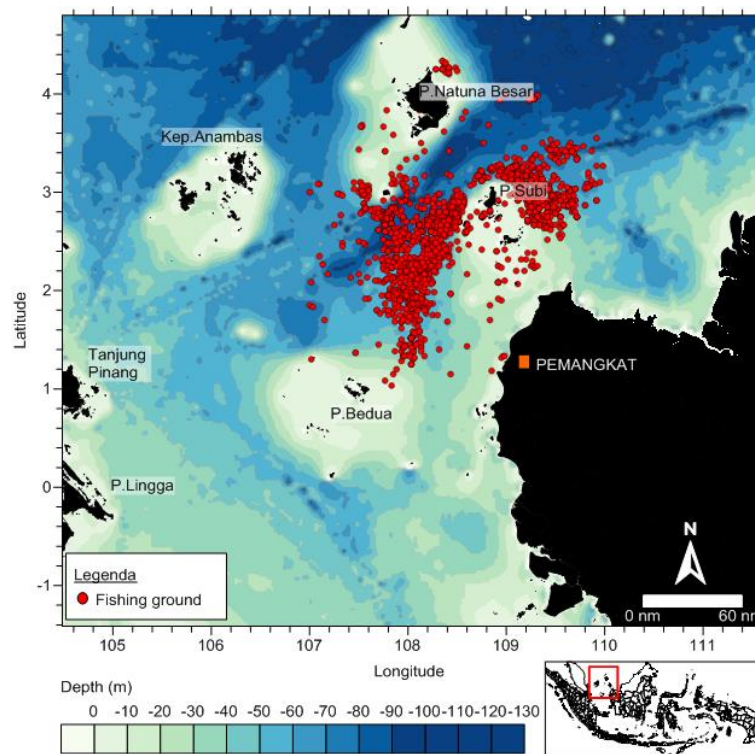 P.Natuna Besar
Kep.Anambas
P.Subi
Tanjung
Pinang
PEMANGKAT
P.Bedua
P.Lingga
Latitude
4
3
2
1
0
-1
Legenda
Fishing ground
N
0 nm 60 nm
105 106 107 108 109 110 111
Longitude
Depth (m)
0 -10 -20 -30 -40 -50 -60 -70 -80 -90 -100 -110 -120 -130